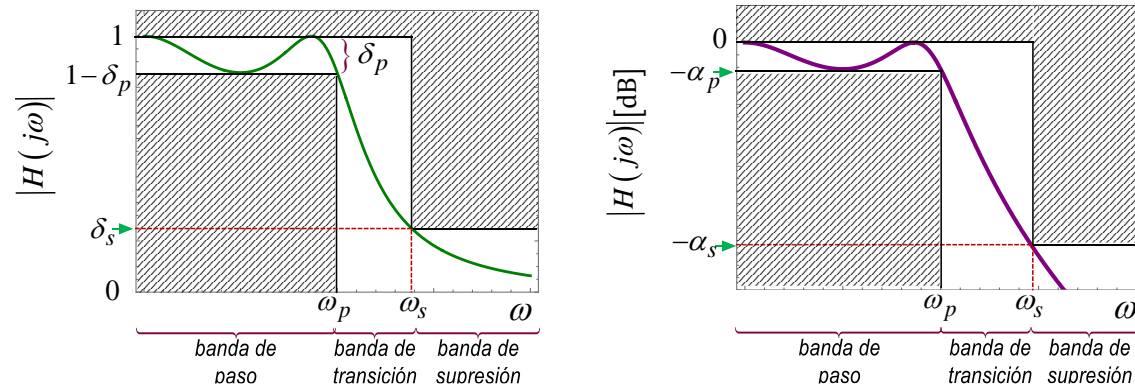 1
δp
1−δp
|H(jω)|
δs
0
ωp
ωs
ω
banda de
paso
banda de
transición
banda de
supresión
0
−αp
|H(jω)|[dB]
−αs
ωp
ωs
ω
banda de
paso
banda de
transición
banda de
supresión